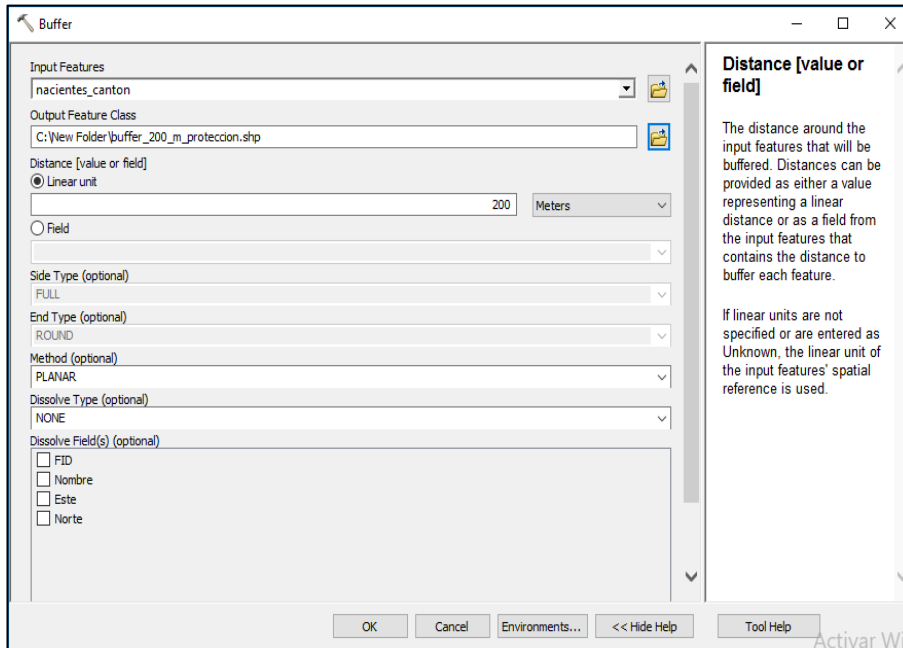 Buffer
Input Features
nacientes_canton
Output Feature Class
C:\New Folder\buffer_200_m_proteccion.shp
Distance [value or field]
Linear unit
200 Meters
Field
Side Type (optional)
FULL
End Type (optional)
ROUND
Method (optional)
PLANAR
Dissolve Type (optional)
NONE
Dissolve Field(s) (optional)
FID
Nombre
Este
Norte
OK Cancel Environments... << Hide Help Tool Help
Distance [value or
field]
The distance around the
input features that will be
buffered. Distances can be
provided as either a value
representing a linear
distance or as a field from
the input features that
contains the distance to
buffer each feature.
If linear units are not
specified or are entered as
Unknown, the linear unit of
the input features' spatial
reference is used.
Activar Wi